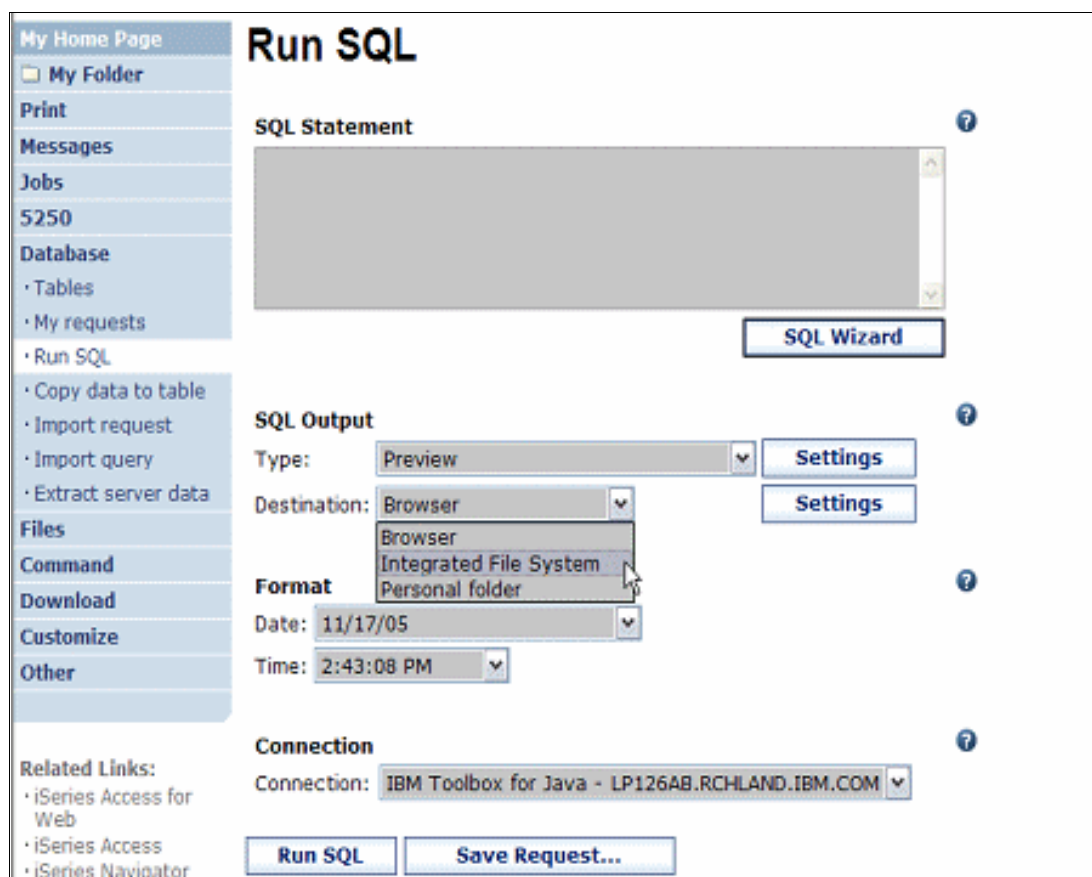 My Home Page
My Folder
Print
Messages
Jobs
5250
Database
· Tables
· My requests
· Run SQL
· Copy data to table
· Import request
· Import query
· Extract server data
Files
Command
Download
Customize
Other
Related Links:
· iSeries Access for
Web
· iSeries Access
· iSeries Navigator
Run SQL
SQL Statement
?
SQL Wizard
SQL Output
?
Type: Preview Settings
Destination: Browser Settings
Browser
Integrated File System
Personal folder
Format
?
Date: 11/17/05
Time: 2:43:08 PM
Connection
?
Connection: IBM Toolbox for Java - LP126AB.RCHLAND.IBM.COM
Run SQL Save Request...